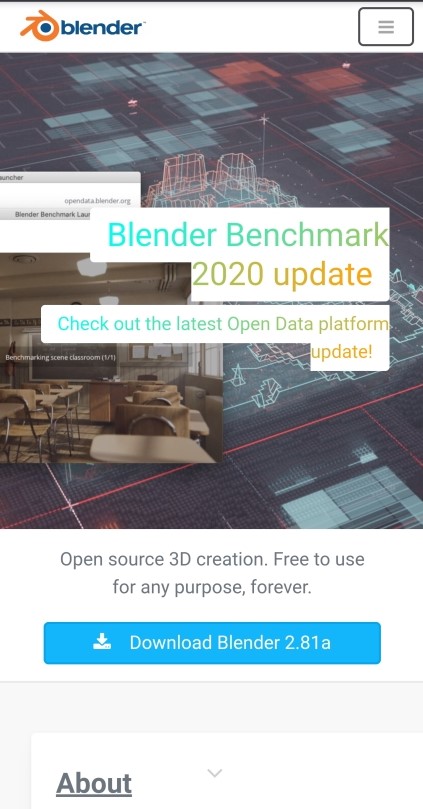 blender
auncher
opendata.blender.org
Blender Benchmark Laun
Blender Benchmark
2020 update
Check out the latest Open Data platform
update!
Benchmarking scene classroom (1/1)
Open source 3D creation. Free to use
for any purpose, forever.
Download Blender 2.81a
About